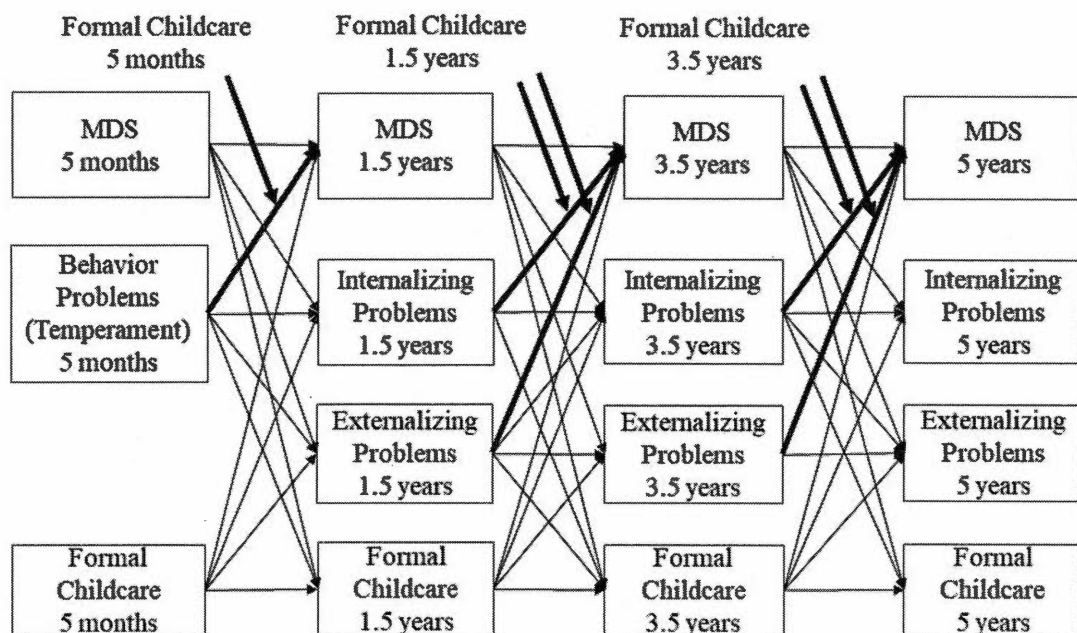 Formal Childcare
5 months
Formal Childcare
1.5 years
Formal Childcare
3.5 years
MDS
5 months
MDS
1.5 years
MDS
3.5 years
MDS
5 years
Behavior
Problems
(Temperament)
5 months
Internalizing
Problems
1.5 years
Internalizing
Problems
3.5 years
Internalizing
Problems
5 years
Externalizing
Problems
1.5 years
Externalizing
Problems
3.5 years
Externalizing
Problems
5 years
Formal
Childcare
5 months
Formal
Childcare
1.5 years
Formal
Childcare
3.5 years
Formal
Childcare
5 years